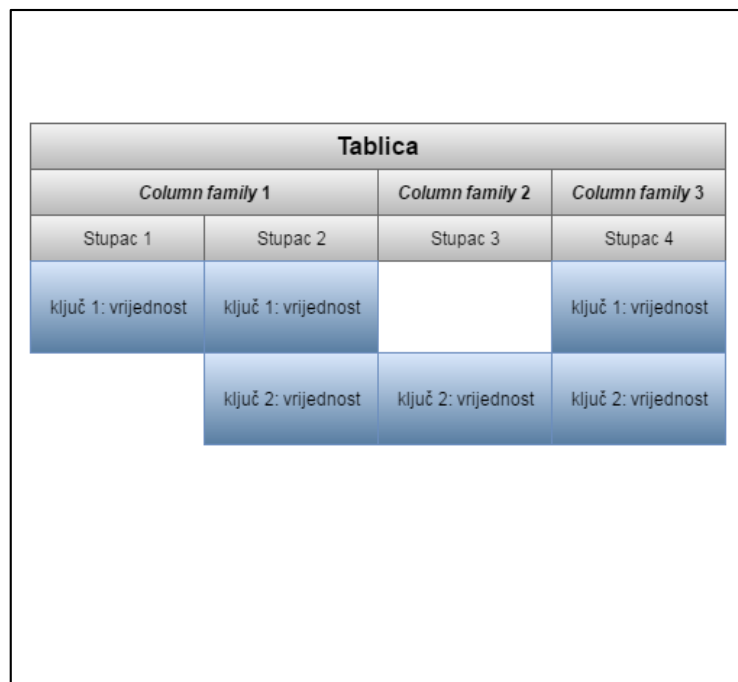 Tablica
Column family 1 Column family 2 Column family 3
Stupac 1 Stupac 2 Stupac 3 Stupac 4
ključ 1: vrijednost ključ 1: vrijednost ključ 1: vrijednost
ključ 2: vrijednost ključ 2: vrijednost ključ 2: vrijednost